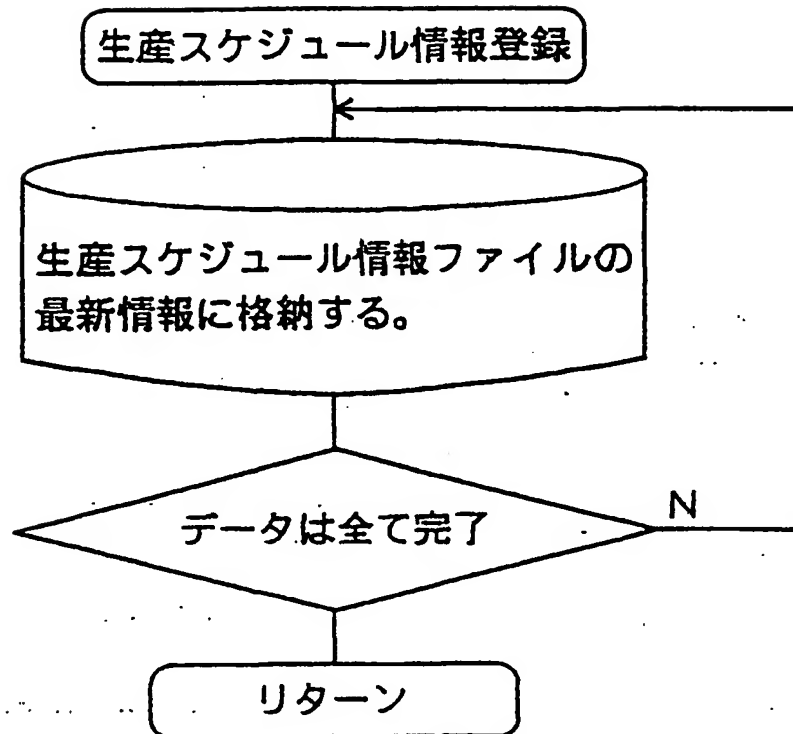 生産スケジュール情報登録
生産スケジュール情報ファイルの
最新情報に格納する。
データは全て完了
N
リターン